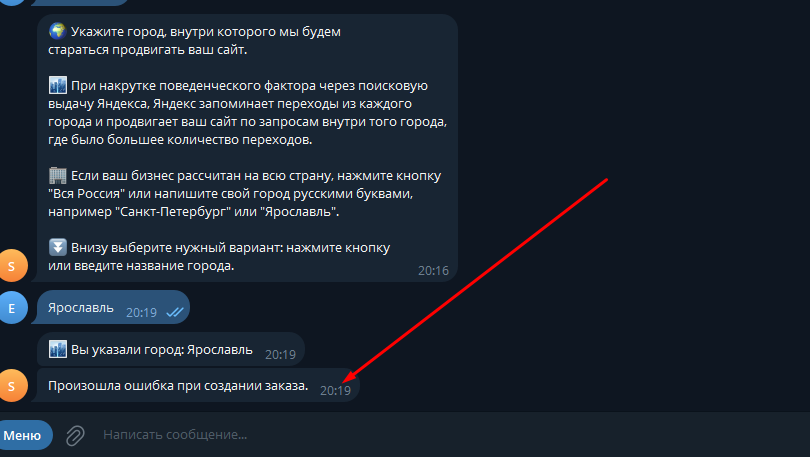 Укажите город, внутри которого мы будем
стараться продвигать ваш сайт.
При накрутке поведенческого фактора через поисковую
выдачу Яндекса, Яндекс запоминает переходы из каждого
города и продвигает ваш сайт по запросам внутри того города,
где было большее количество переходов.
Если ваш бизнес рассчитан на всю страну, нажмите кнопку
"Вся Россия" или напишите свой город русскими буквами,
например "Санкт-Петербург" или "Ярославль".
Внизу выберите нужный вариант: нажмите кнопку
или введите название города.
20:16
S
E
Ярославль 20:19
Вы указали город: Ярославль 20:19
S
Произошла ошибка при создании заказа. 20:19
Меню
Написать сообщение...